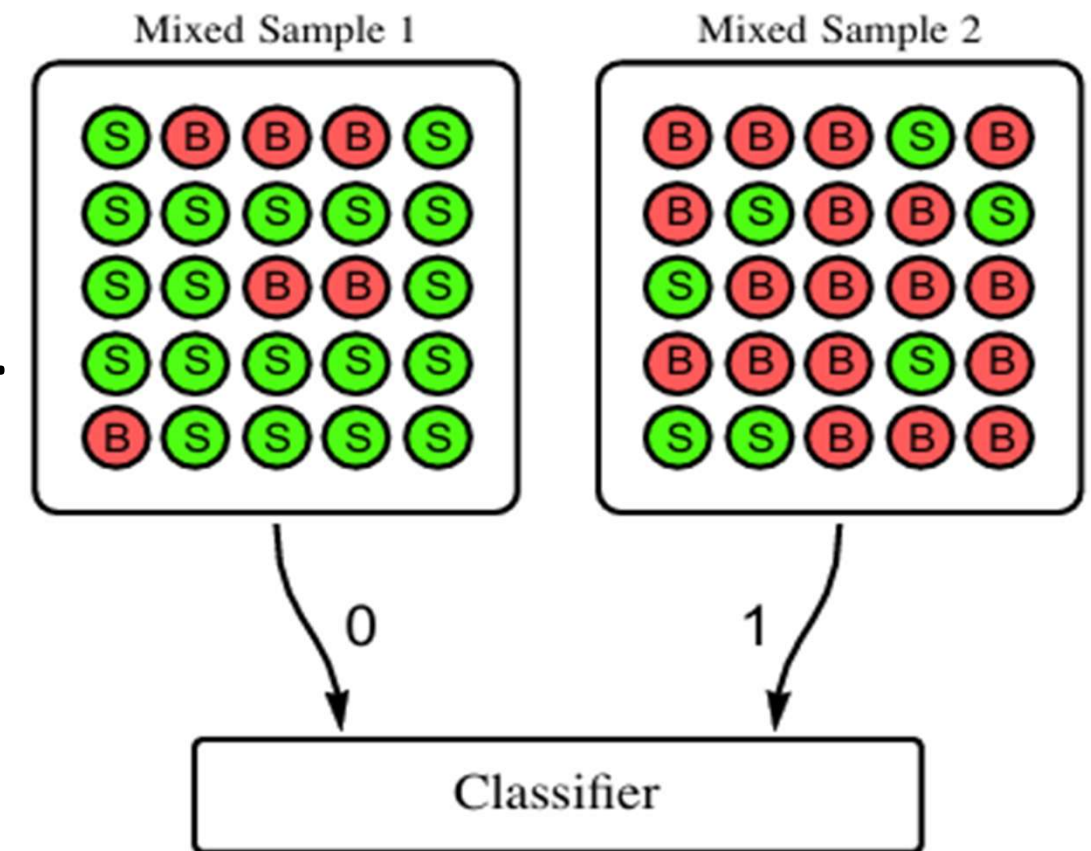 Mixed Sample 1
Mixed Sample 2
S B B B S
B B B S B
S S S S S
B S B B S
S S B B S
S B B B B
S S S S S
B B B S B
B S S S S
S S B B B
0
1
Classifier